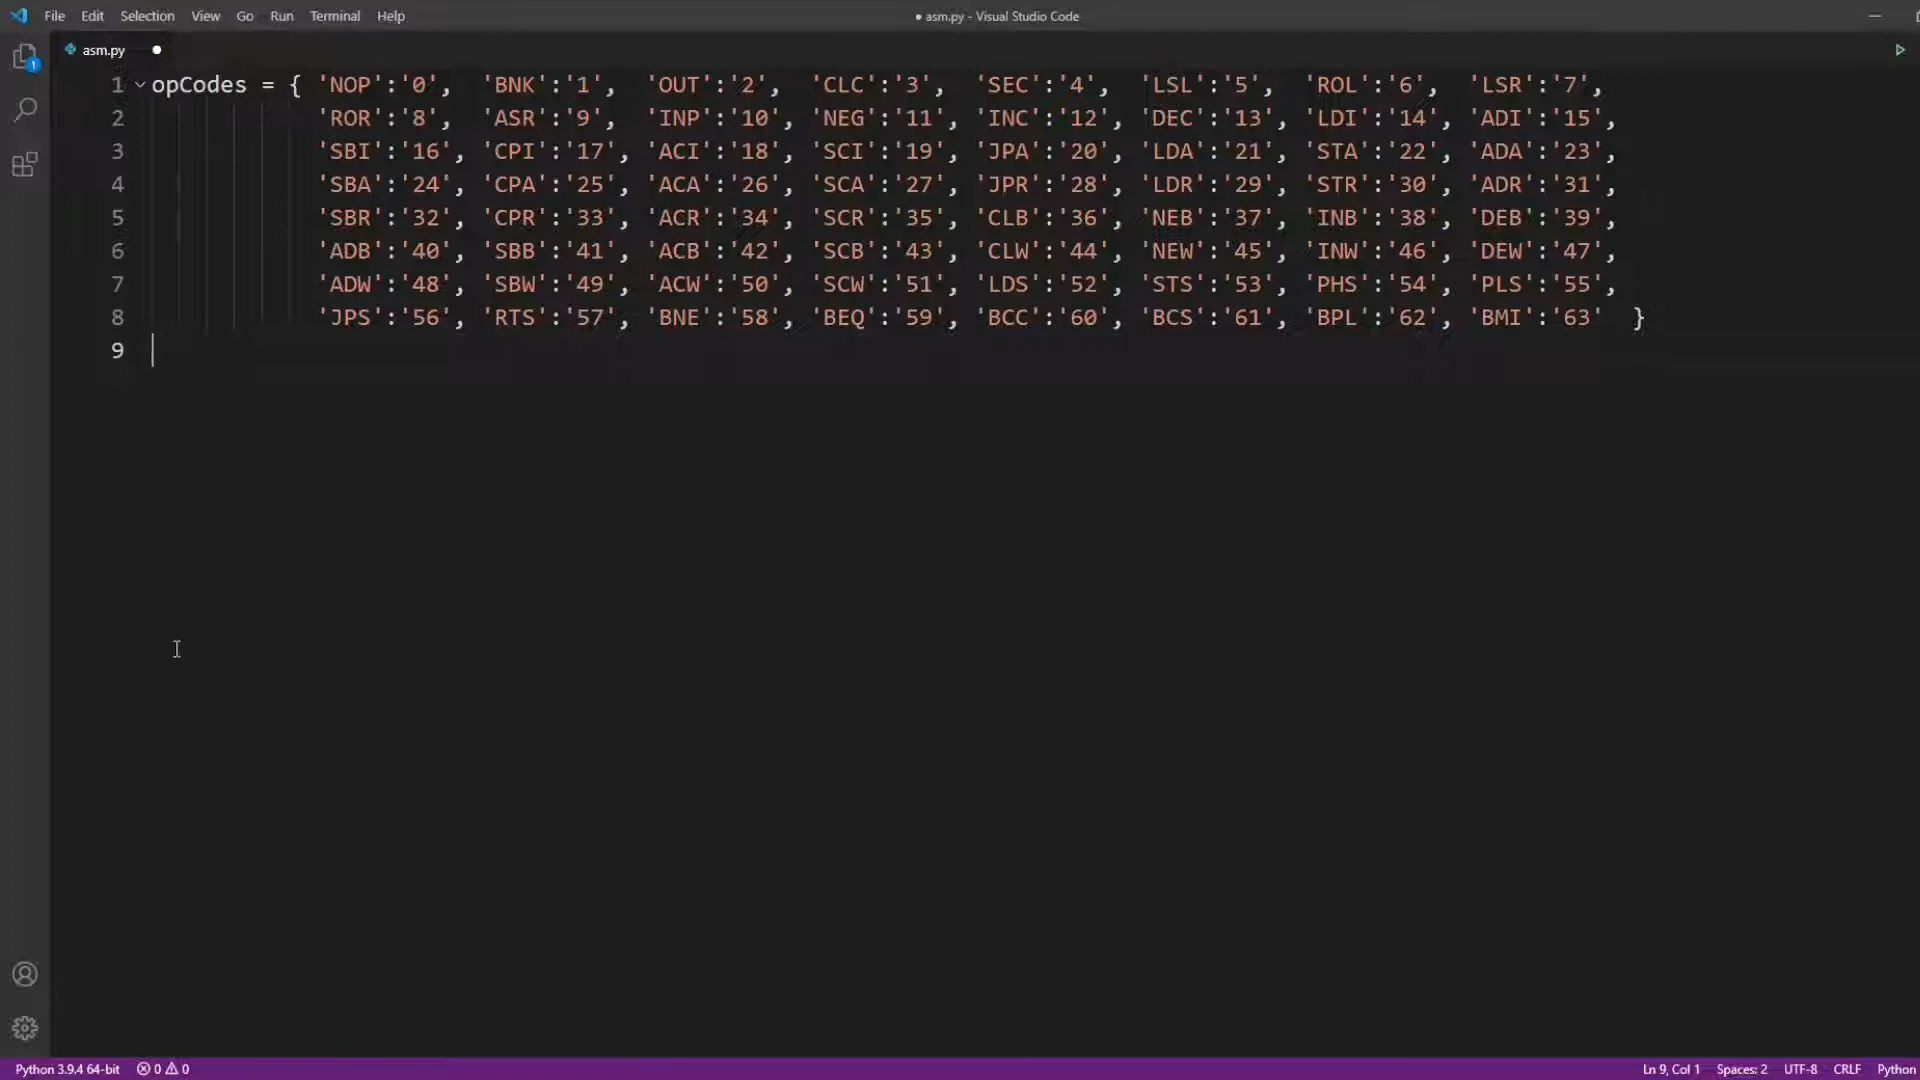 File Edit Selection View Go Run Terminal Help
● asm.py - Visual Studio Code
asm.py ●
1 opCodes = { 'NOP':'0', 'BNK':'1', 'OUT':'2', 'CLC':'3', 'SEC':'4', 'LSL':'5', 'ROL':'6', 'LSR':'7',
2 'ROR':'8', 'ASR':'9', 'INP':'10', 'NEG':'11', 'INC':'12', 'DEC':'13', 'LDI':'14', 'ADI':'15',
3 'SBI':'16', 'CPI':'17', 'ACI':'18', 'SCI':'19', 'JPA':'20', 'LDA':'21', 'STA':'22', 'ADA':'23',
4 'SBA':'24', 'CPA':'25', 'ACA':'26', 'SCA':'27', 'JPR':'28', 'LDR':'29', 'STR':'30', 'ADR':'31',
5 'SBR':'32', 'CPR':'33', 'ACR':'34', 'SCR':'35', 'CLB':'36', 'NEB':'37', 'INB':'38', 'DEB':'39',
6 'ADB':'40', 'SBB':'41', 'ACB':'42', 'SCB':'43', 'CLW':'44', 'NEW':'45', 'INW':'46', 'DEW':'47',
7 'ADW':'48', 'SBW':'49', 'ACW':'50', 'SCW':'51', 'LDS':'52', 'STS':'53', 'PHS':'54', 'PLS':'55',
8 'JPS':'56', 'RTS':'57', 'BNE':'58', 'BEQ':'59', 'BCC':'60', 'BCS':'61', 'BPL':'62', 'BMI':'63' }
9
1
Python 3.9.4 64-bit 0 0 Ln 9, Col 1 Spaces: 2 UTF-8 CRLF Python